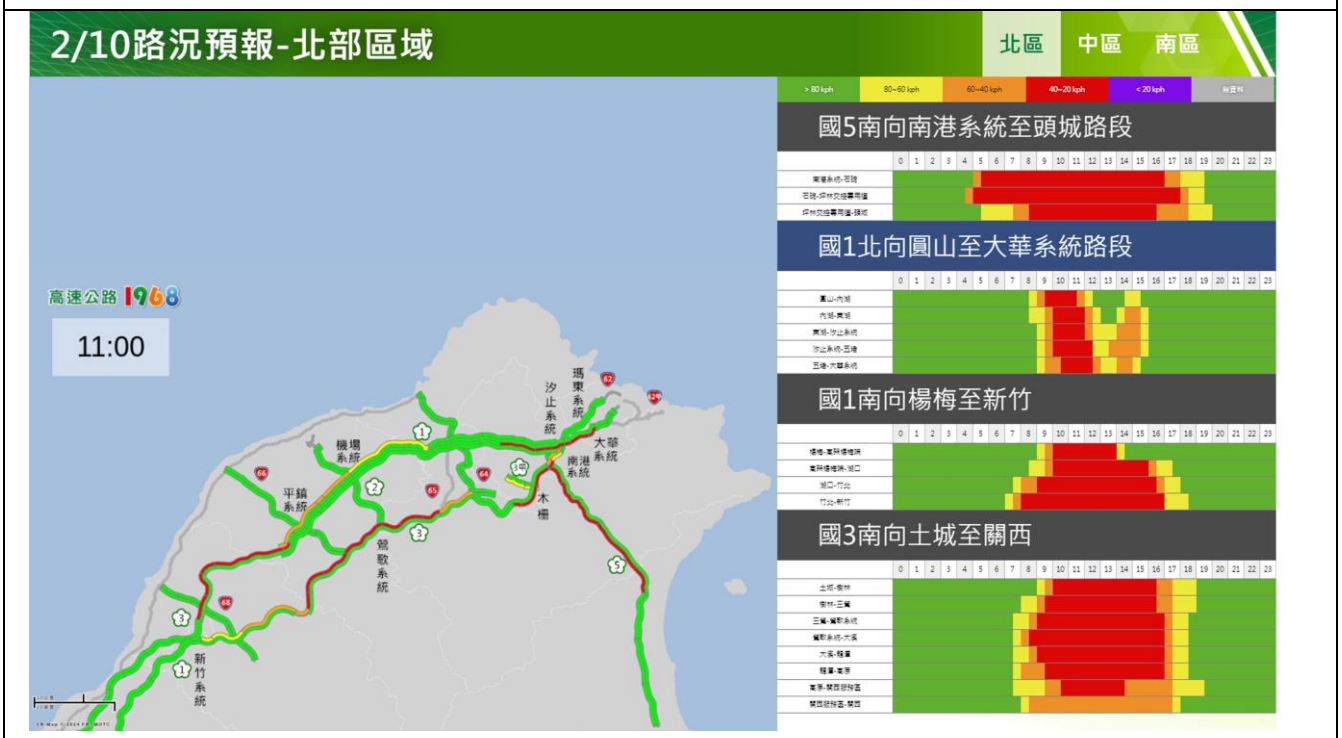 2/10路況預報-北部區域
北區 中區 南區
> 80 kph 80~60 kph 60~40 kph 40~20 kph < 20 kph 無資料
國5南向南港系統至頭城路段
0 1 2 3 4 5 6 7 8 9 10 11 12 13 14 15 16 17 18 19 20 21 22 23
南港系統-石碇
石碇-坪林交控專用道
坪林交控專用道-頭城
國1北向圓山至大華系統路段
0 1 2 3 4 5 6 7 8 9 10 11 12 13 14 15 16 17 18 19 20 21 22 23
圓山-內湖
內湖-東湖
東湖-汐止系統
汐止系統-五堵
五堵-大華系統
國1南向楊梅至新竹
0 1 2 3 4 5 6 7 8 9 10 11 12 13 14 15 16 17 18 19 20 21 22 23
楊梅-高架楊梅端
高架楊梅端-湖口
湖口-竹北
竹北-新竹
國3南向土城至關西
0 1 2 3 4 5 6 7 8 9 10 11 12 13 14 15 16 17 18 19 20 21 22 23
土城-樹林
樹林-三鶯
三鶯-鶯歌系統
鶯歌系統-大溪
大溪-龍潭
龍潭-高原
高原-關西服務區
關西服務區-關西
高速公路1968
11:00
瑪東系統
汐止系統
62
62甲
大華系統
南港系統
1
機場系統
3甲
64
66
2
65
平鎮系統
木柵
3
鶯歌系統
5
68
3
1
新竹系統